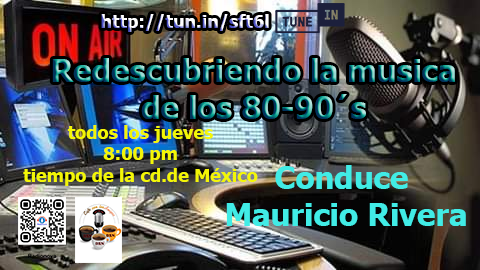 http://tun.in/sft6l
TUNE IN
ON AIR
Redescubriendo la musica
de los 80-90´s
todos los jueves
8:00 pm
tiempo de la cd.de México
Conduce
Mauricio Rivera